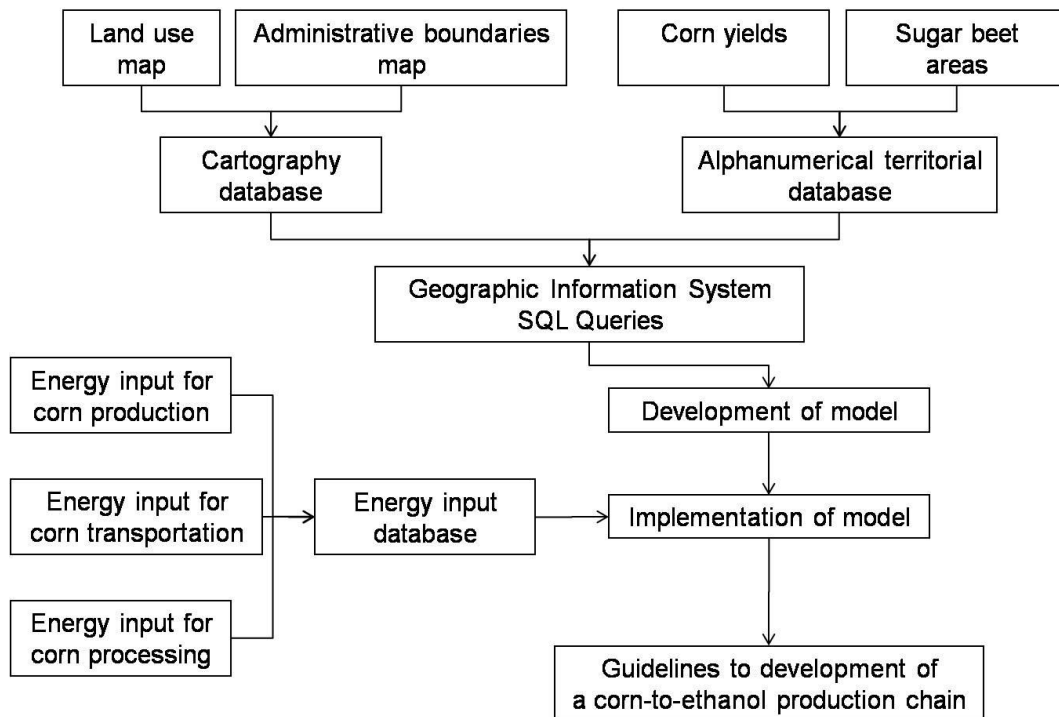 Land use
map
Administrative boundaries
map
Corn yields
Sugar beet
areas
Cartography
database
Alphanumerical territorial
database
Geographic Information System
SQL Queries
Energy input for
corn production
Development of model
Energy input for
corn transportation
Energy input
database
Implementation of model
Energy input for
corn processing
Guidelines to development of
a corn-to-ethanol production chain